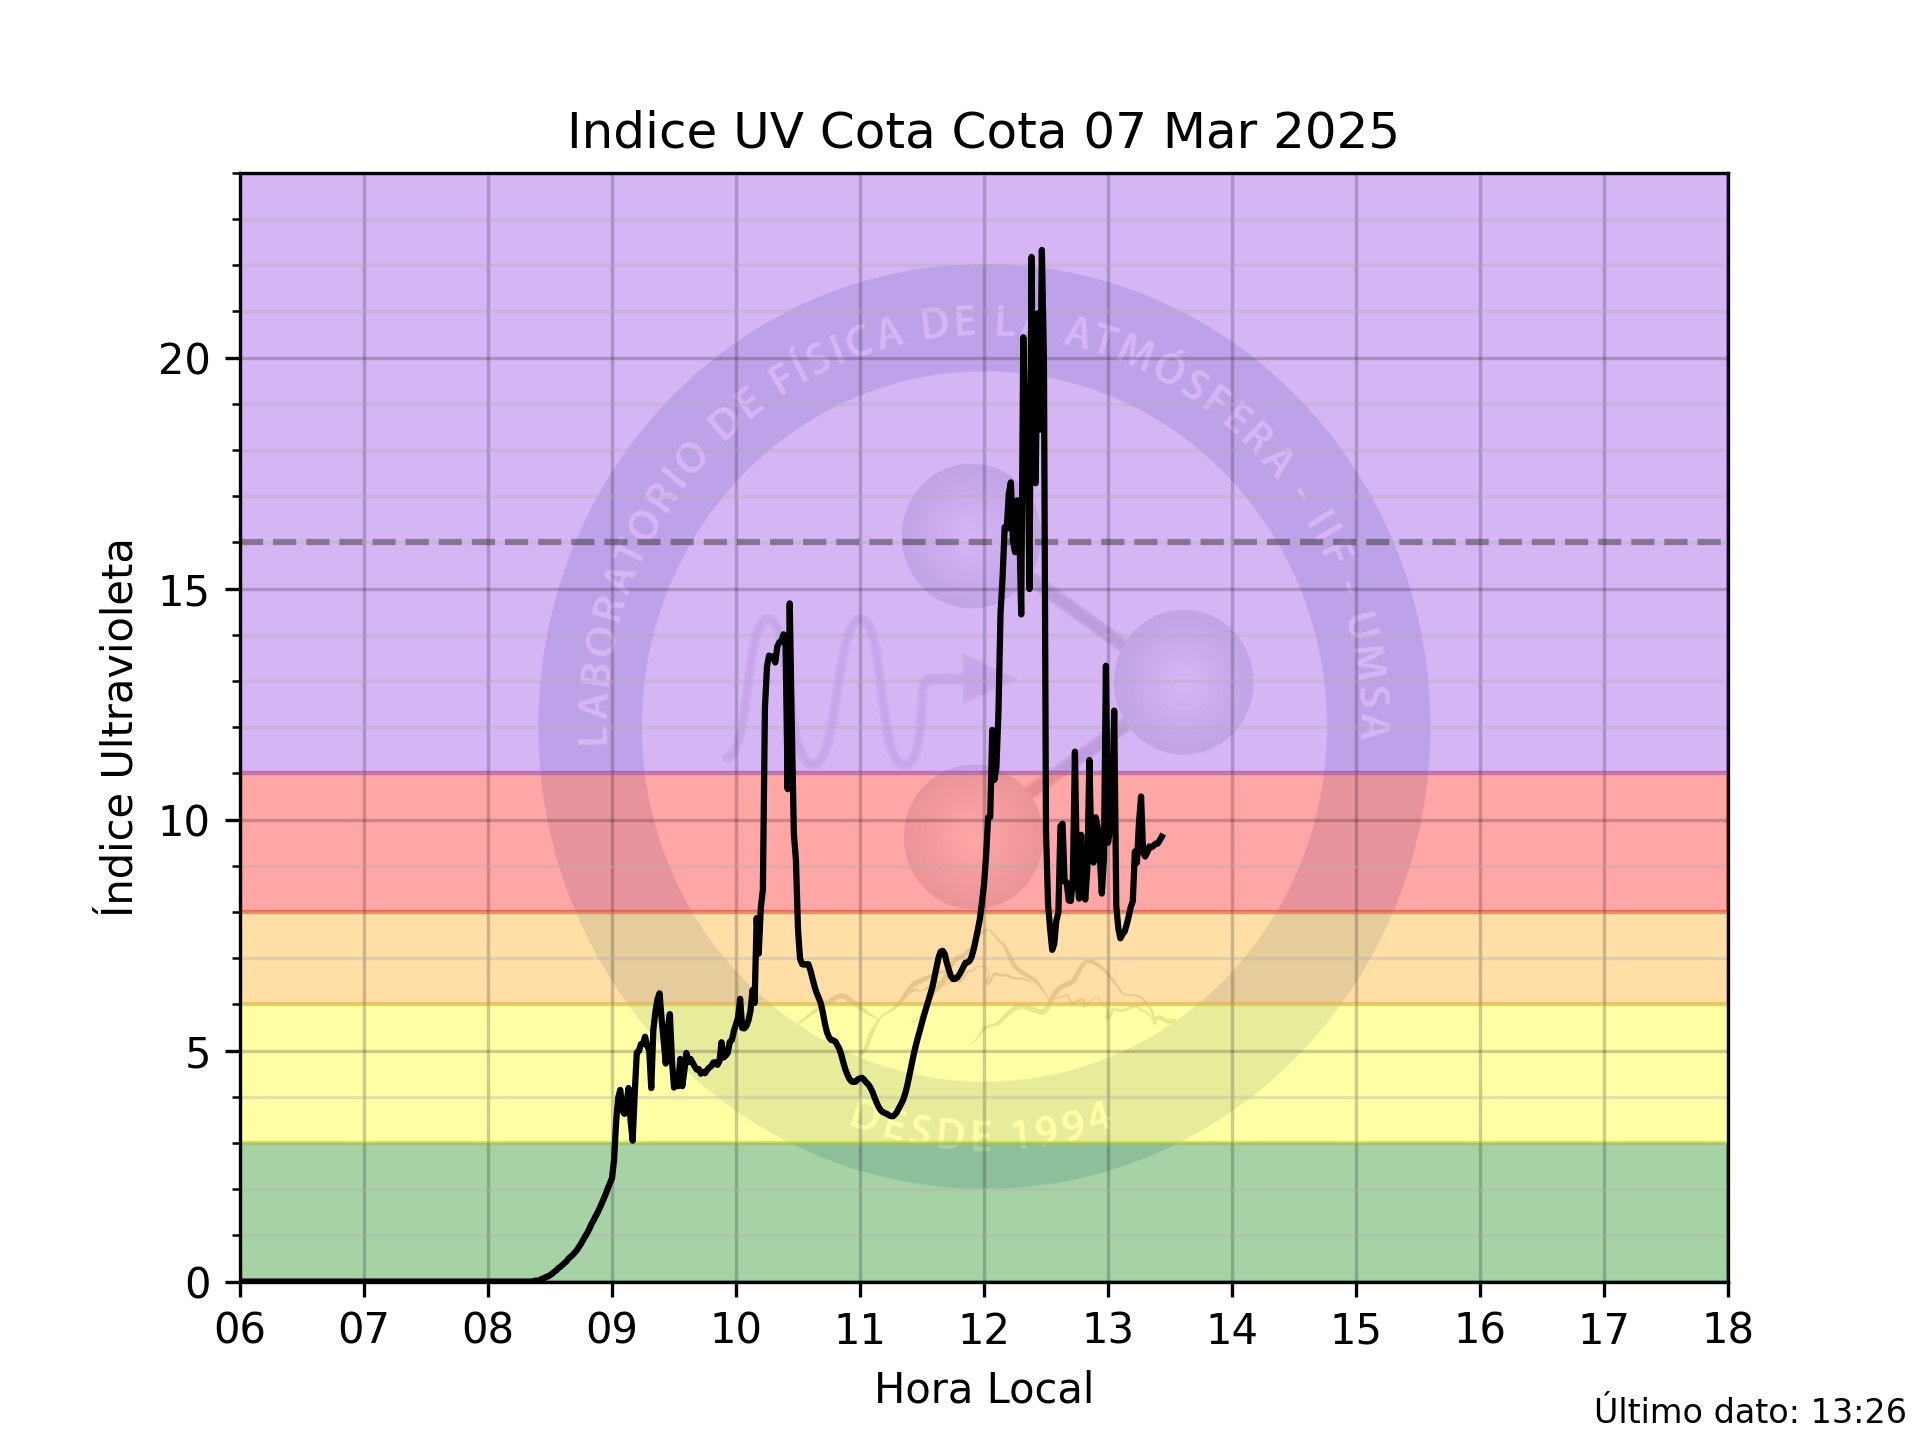 Indice UV Cota Cota 07 Mar 2025
Índice Ultravioleta
20
15
10
5
0
LABORATORIO DE FÍSICA DE LA ATMÓSFERA - IIF - UMSA
DESDE 1994
06 07 08 09 10 11 12 13 14 15 16 17 18
Hora Local
Último dato: 13:26